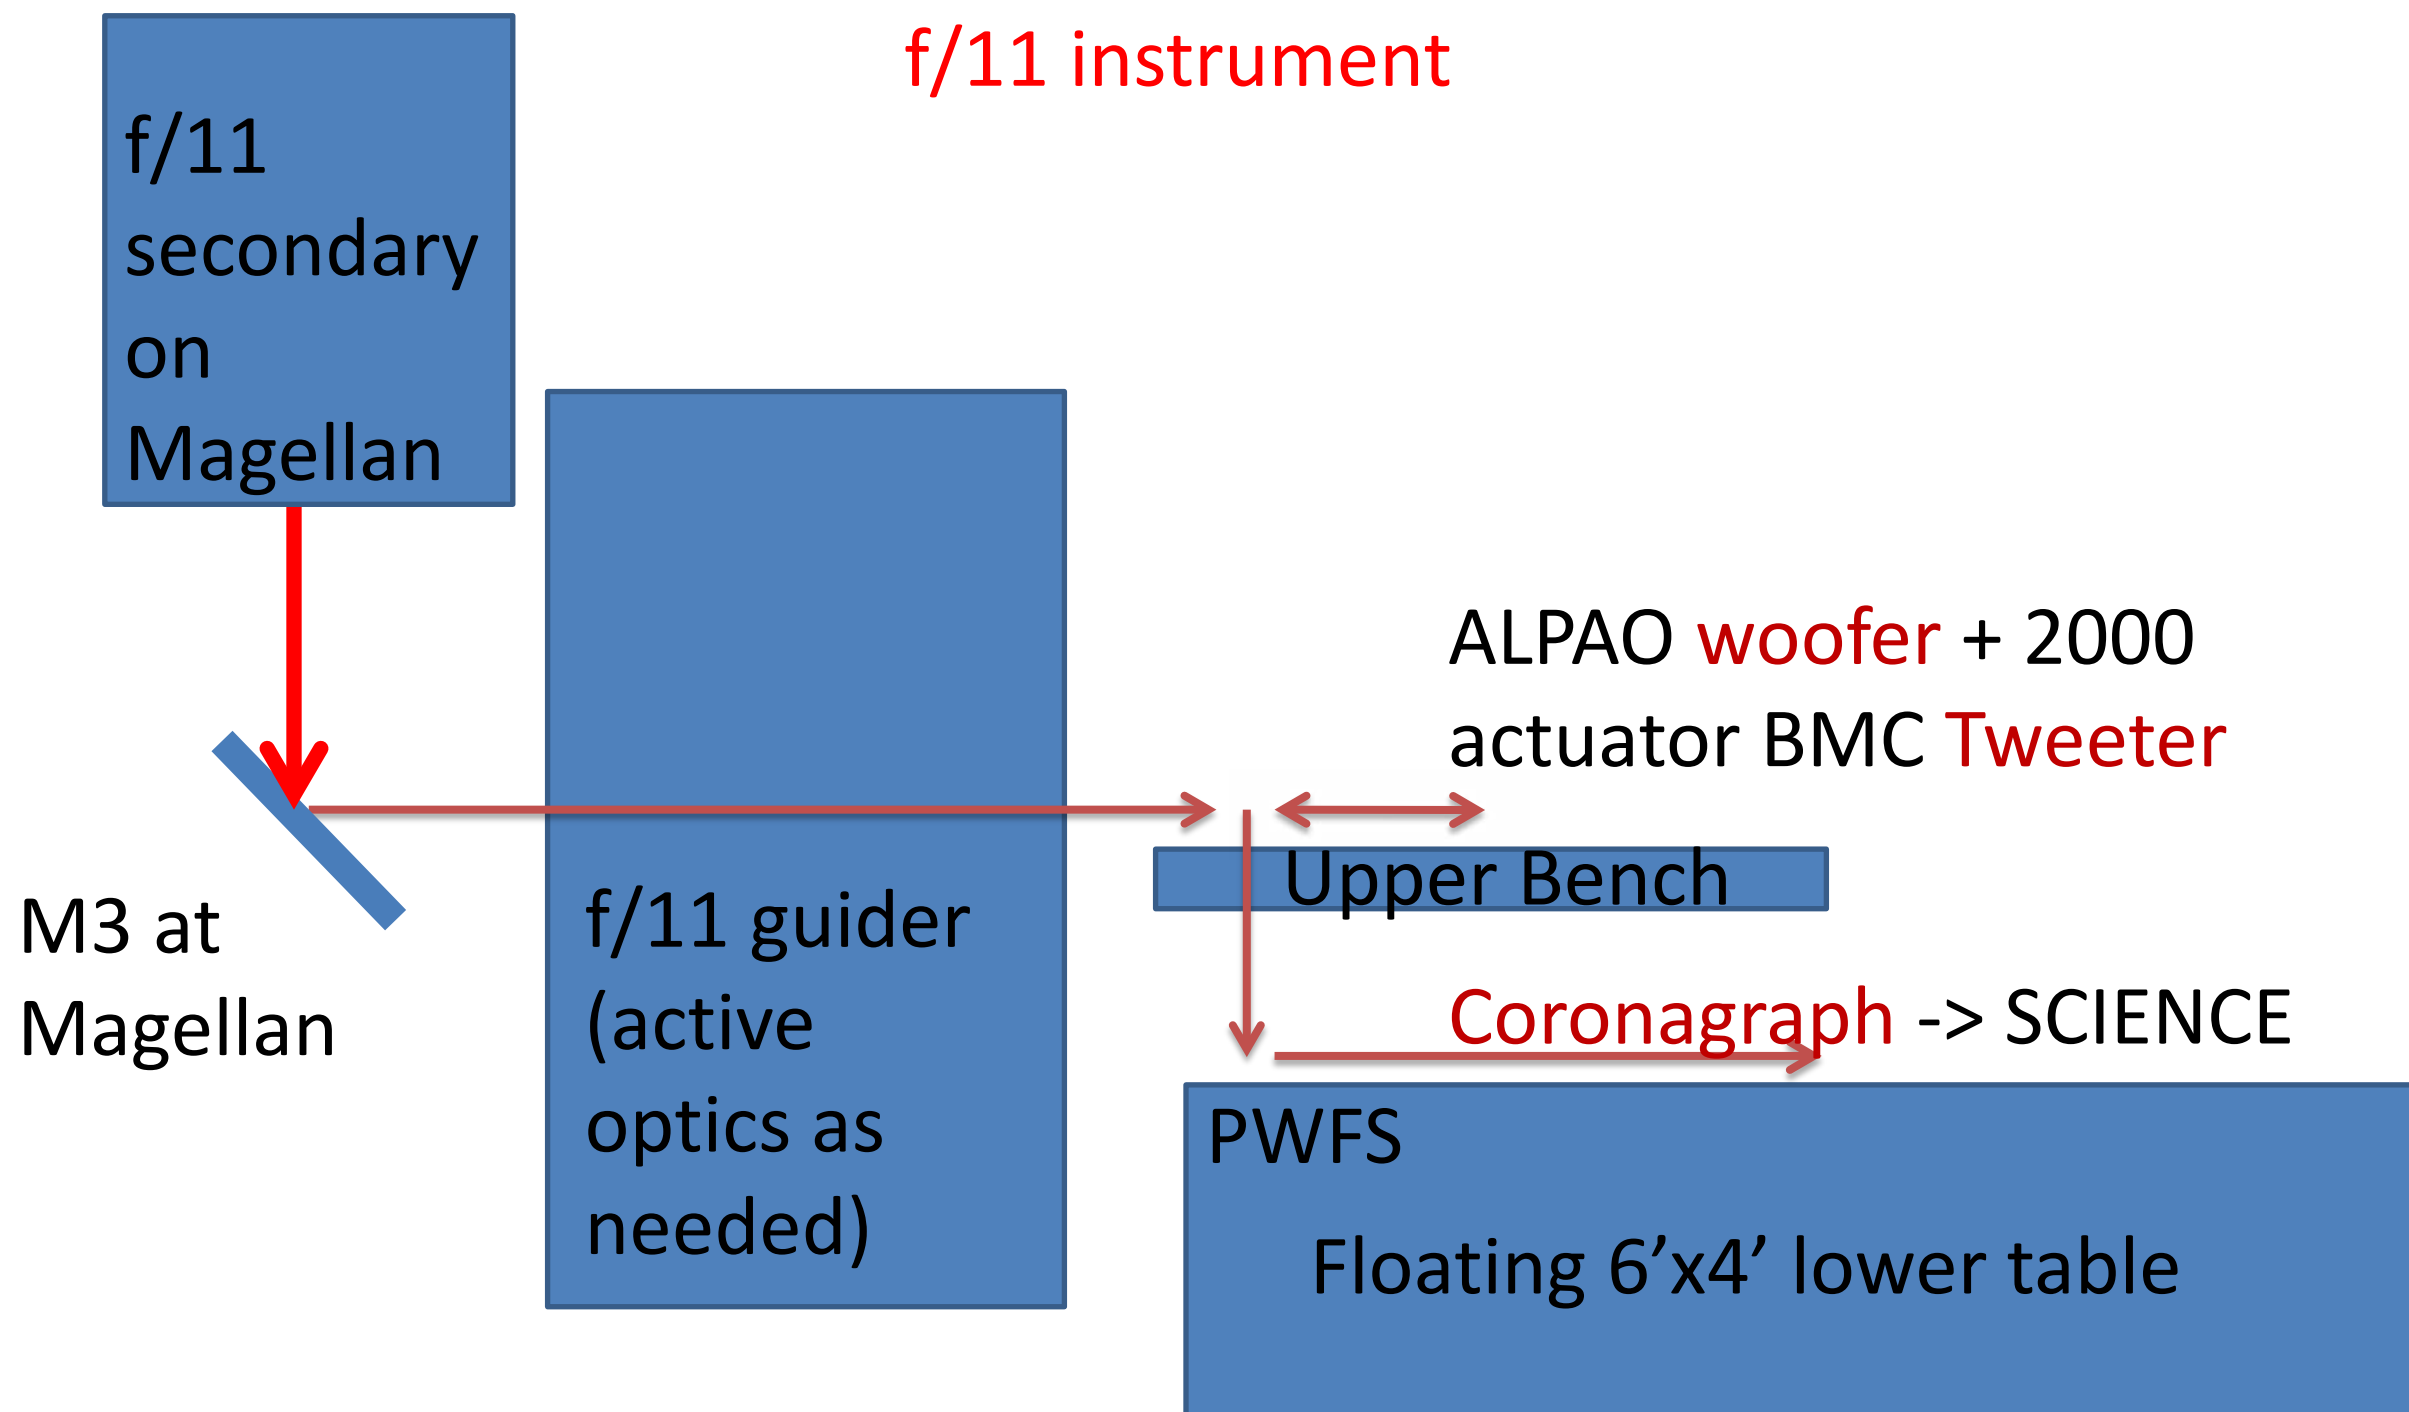 f/11 instrument
f/11
secondary
on
Magellan
M3 at
Magellan
f/11 guider
(active
optics as
needed)
ALPAO woofer + 2000
actuator BMC Tweeter
Upper Bench
Coronagraph -> SCIENCE
PWFS
Floating 6’x4’ lower table